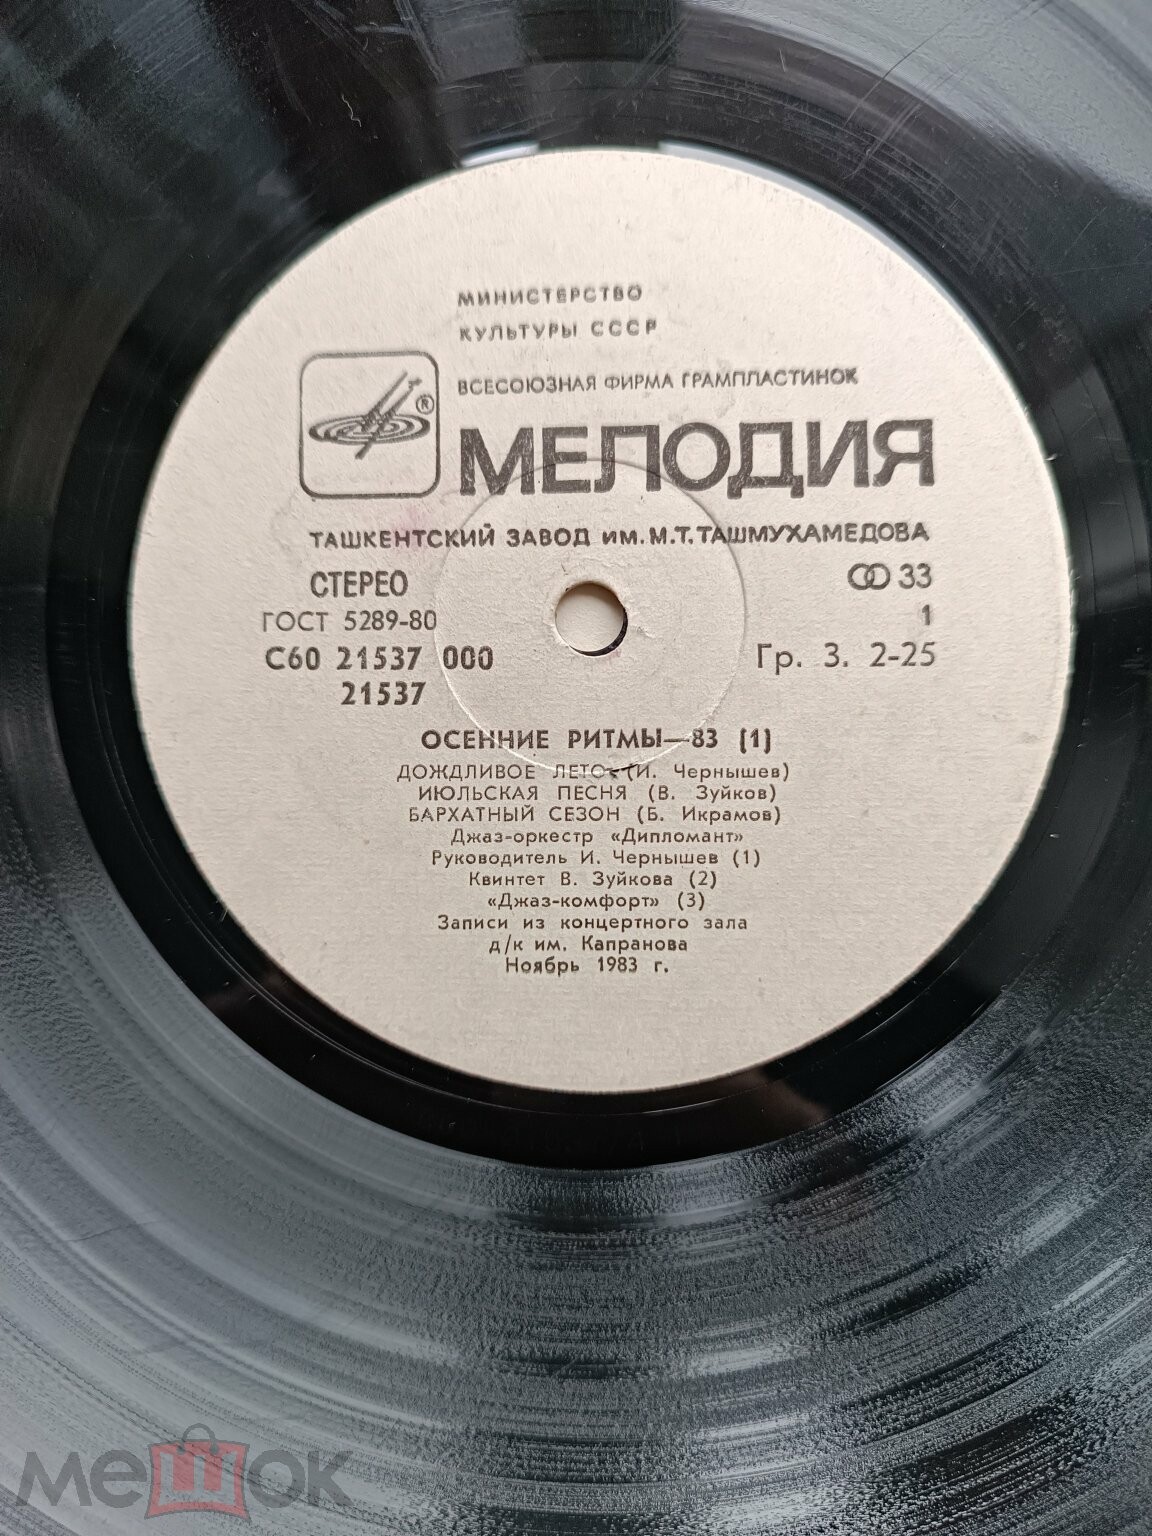 МИНИСТЕРСТВО
КУЛЬТУРЫ СССР
ВСЕСОЮЗНАЯ ФИРМА ГРАМПЛАСТИНОК
®
МЕЛОДИЯ
ТАШКЕНТСКИЙ ЗАВОД им. М.Т. ТАШМУХАМЕДОВА
СТЕРЕО
33
ГОСТ 5289-80
1
С60 21537 000
Гр. 3. 2-25
21537
ОСЕННИЕ РИТМЫ—83 (1)
ДОЖДЛИВОЕ ЛЕТО (И. Чернышев)
ИЮЛЬСКАЯ ПЕСНЯ (В. Зуйков)
БАРХАТНЫЙ СЕЗОН (Б. Икрамов)
Джаз-оркестр «Дипломант»
Руководитель И. Чернышев (1)
Квинтет В. Зуйкова (2)
«Джаз-комфорт» (3)
Записи из концертного зала
д/к им. Капранова
Ноябрь 1983 г.
мешок